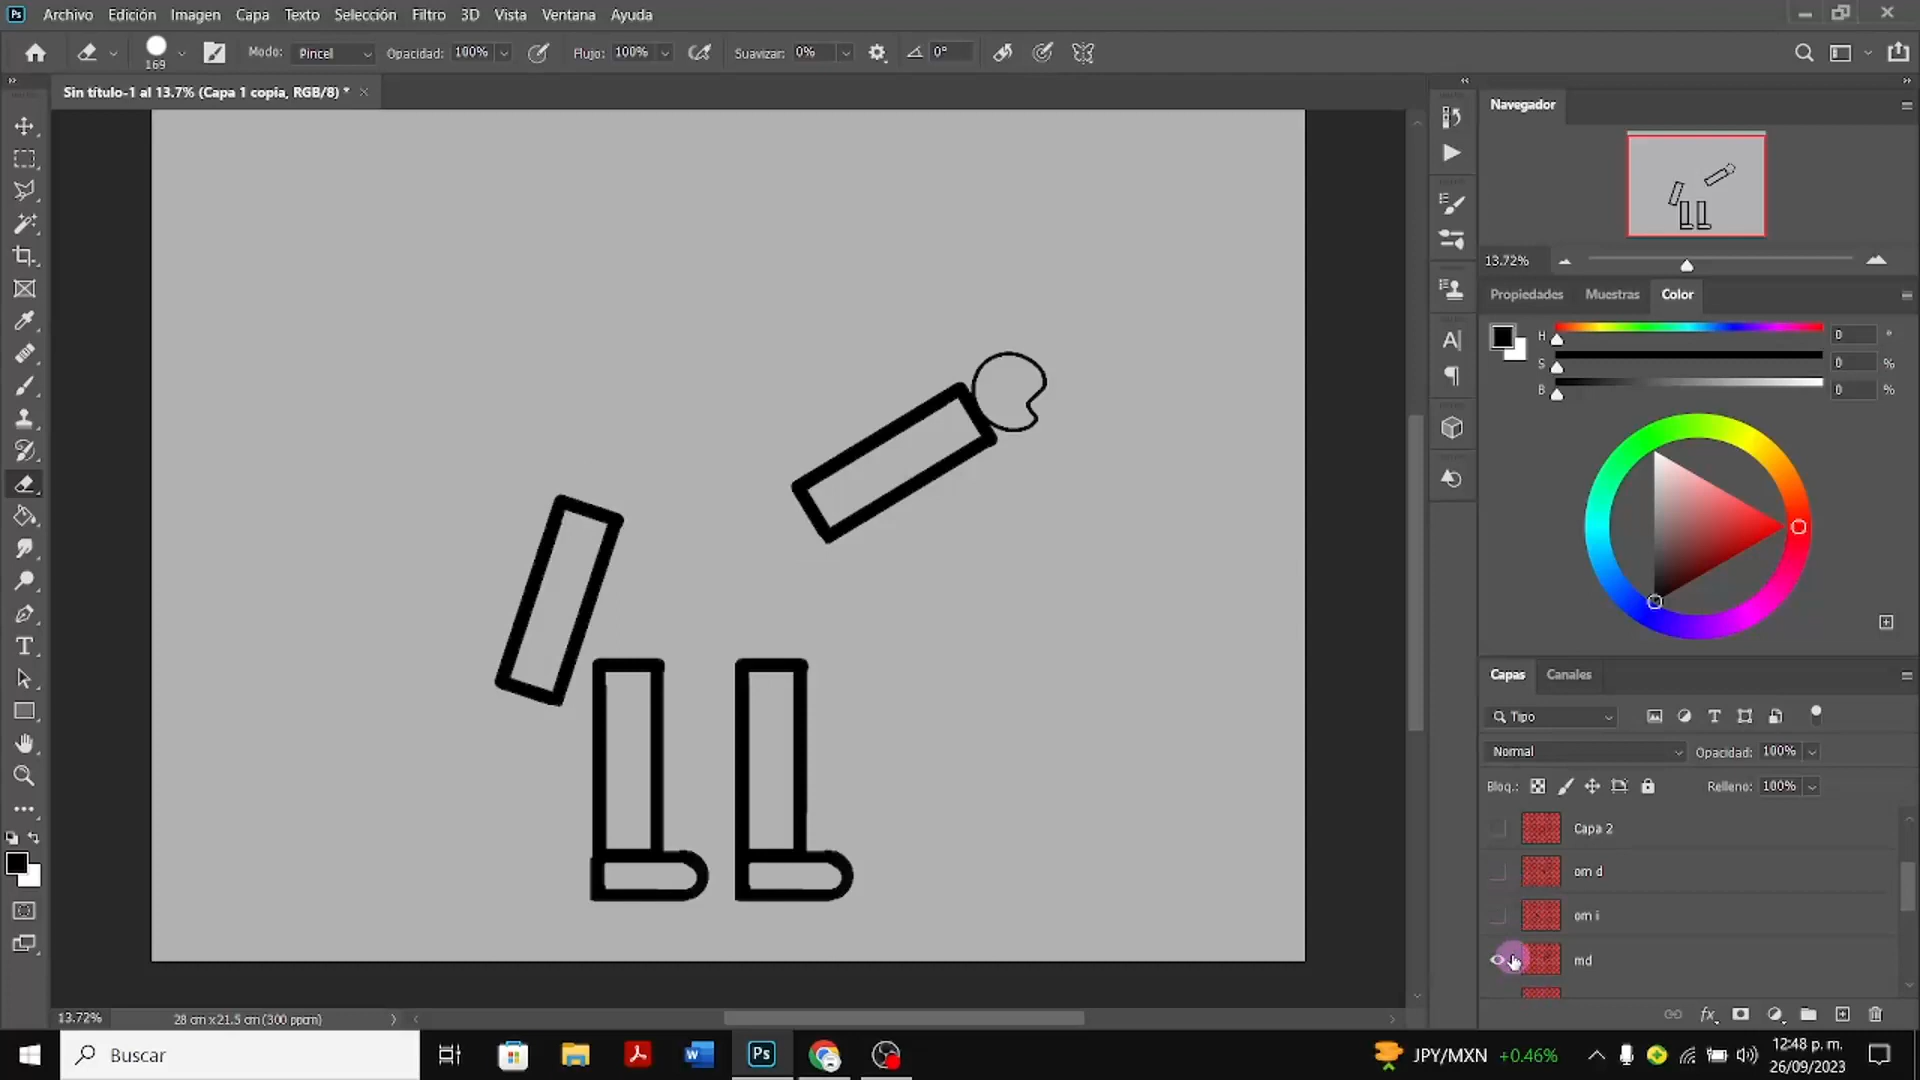 Ps Archivo Edición Imagen Capa Texto Selección Filtro 3D Vista Ventana Ayuda
169 Modo: Pincel Opacidad: 100% Flujo: 100% Suavizar: 0% 0°
Sin título-1 al 13.7% (Capa 1 copia, RGB/8) *
Navegador
13.72%
Propiedades Muestras Color
H 0 °
S 0 %
B 0 %
Capas Canales
Tipo
Normal Opacidad: 100%
Bloq.: Relleno: 100%
Capa 2
om d
om i
md
13.72% 28 cm x 21.5 cm (300 ppcm)
Buscar
Ps
JPY/MXN +0.46%
12:48 p. m.
26/09/2023